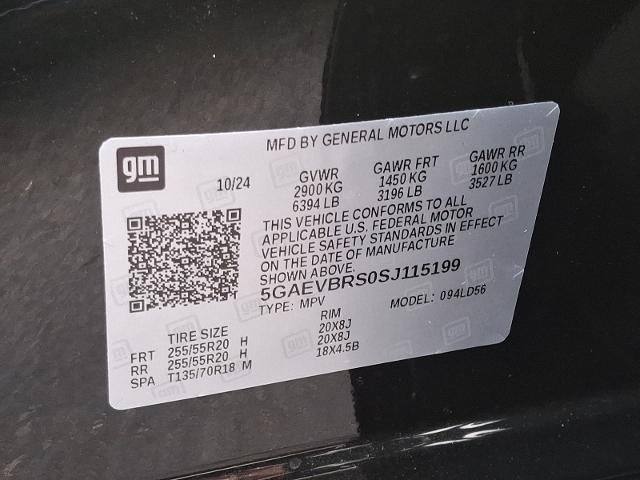 MFD BY GENERAL MOTORS LLC
gm
10/24
GVWR GAWR FRT GAWR RR
2900 KG 1450 KG 1600 KG
6394 LB 3196 LB 3527 LB
THIS VEHICLE CONFORMS TO ALL
APPLICABLE U.S. FEDERAL MOTOR
VEHICLE SAFETY STANDARDS IN EFFECT
ON THE DATE OF MANUFACTURE
SHOWN ABOVE.
5GAEVBRS0SJ115199
TYPE: MPV MODEL: 094LD56
TIRE SIZE RIM
FRT 255/55R20 H 20X8J
RR 255/55R20 H 20X8J
SPA T135/70R18 M 18X4.5B